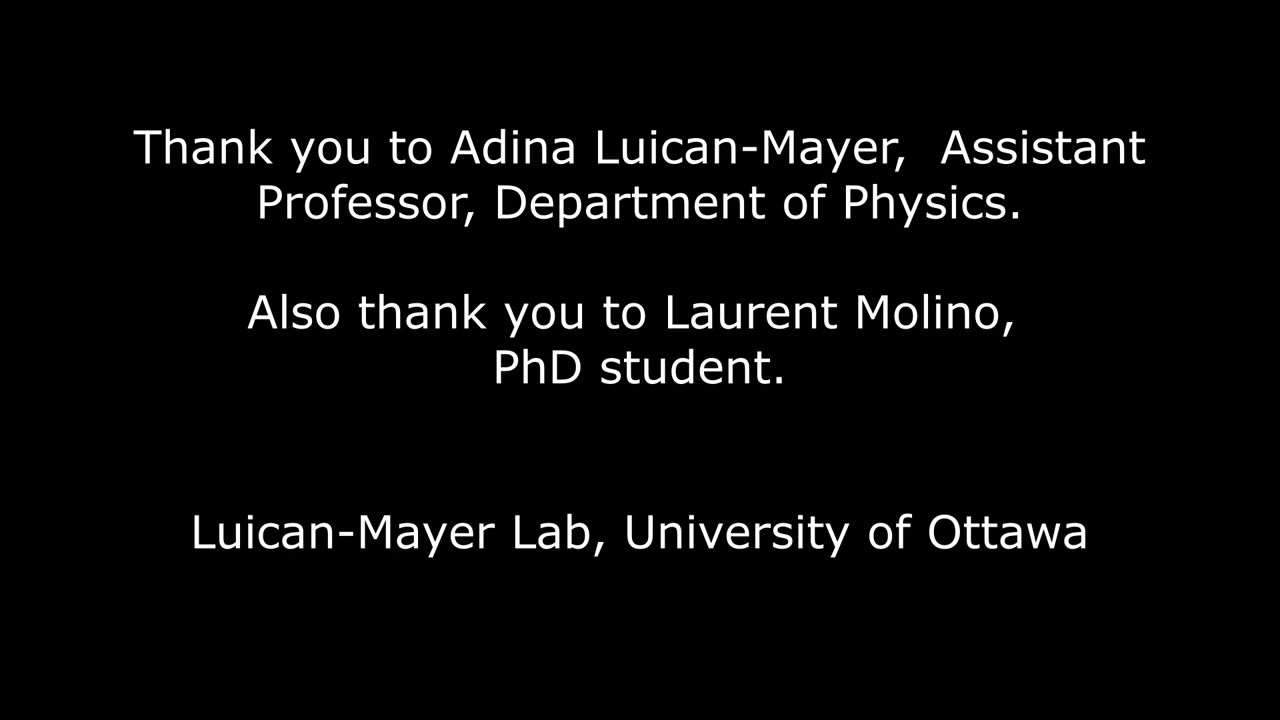 Thank you to Adina Luican-Mayer,  Assistant
Professor, Department of Physics.
Also thank you to Laurent Molino,
PhD student.
Luican-Mayer Lab, University of Ottawa